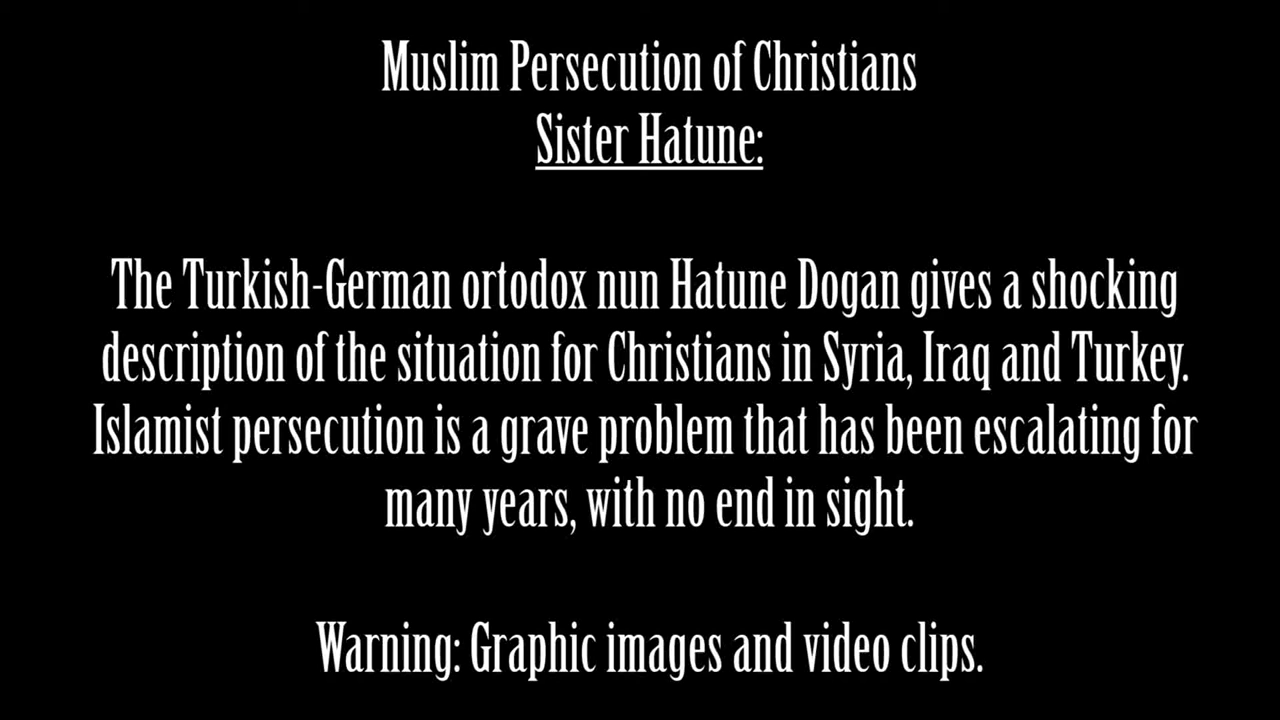 Muslim Persecution of Christians
Sister Hatune:
The Turkish-German ortodox nun Hatune Dogan gives a shocking
description of the situation for Christians in Syria, Iraq and Turkey.
Islamist persecution is a grave problem that has been escalating for
many years, with no end in sight.
Warning: Graphic images and video clips.